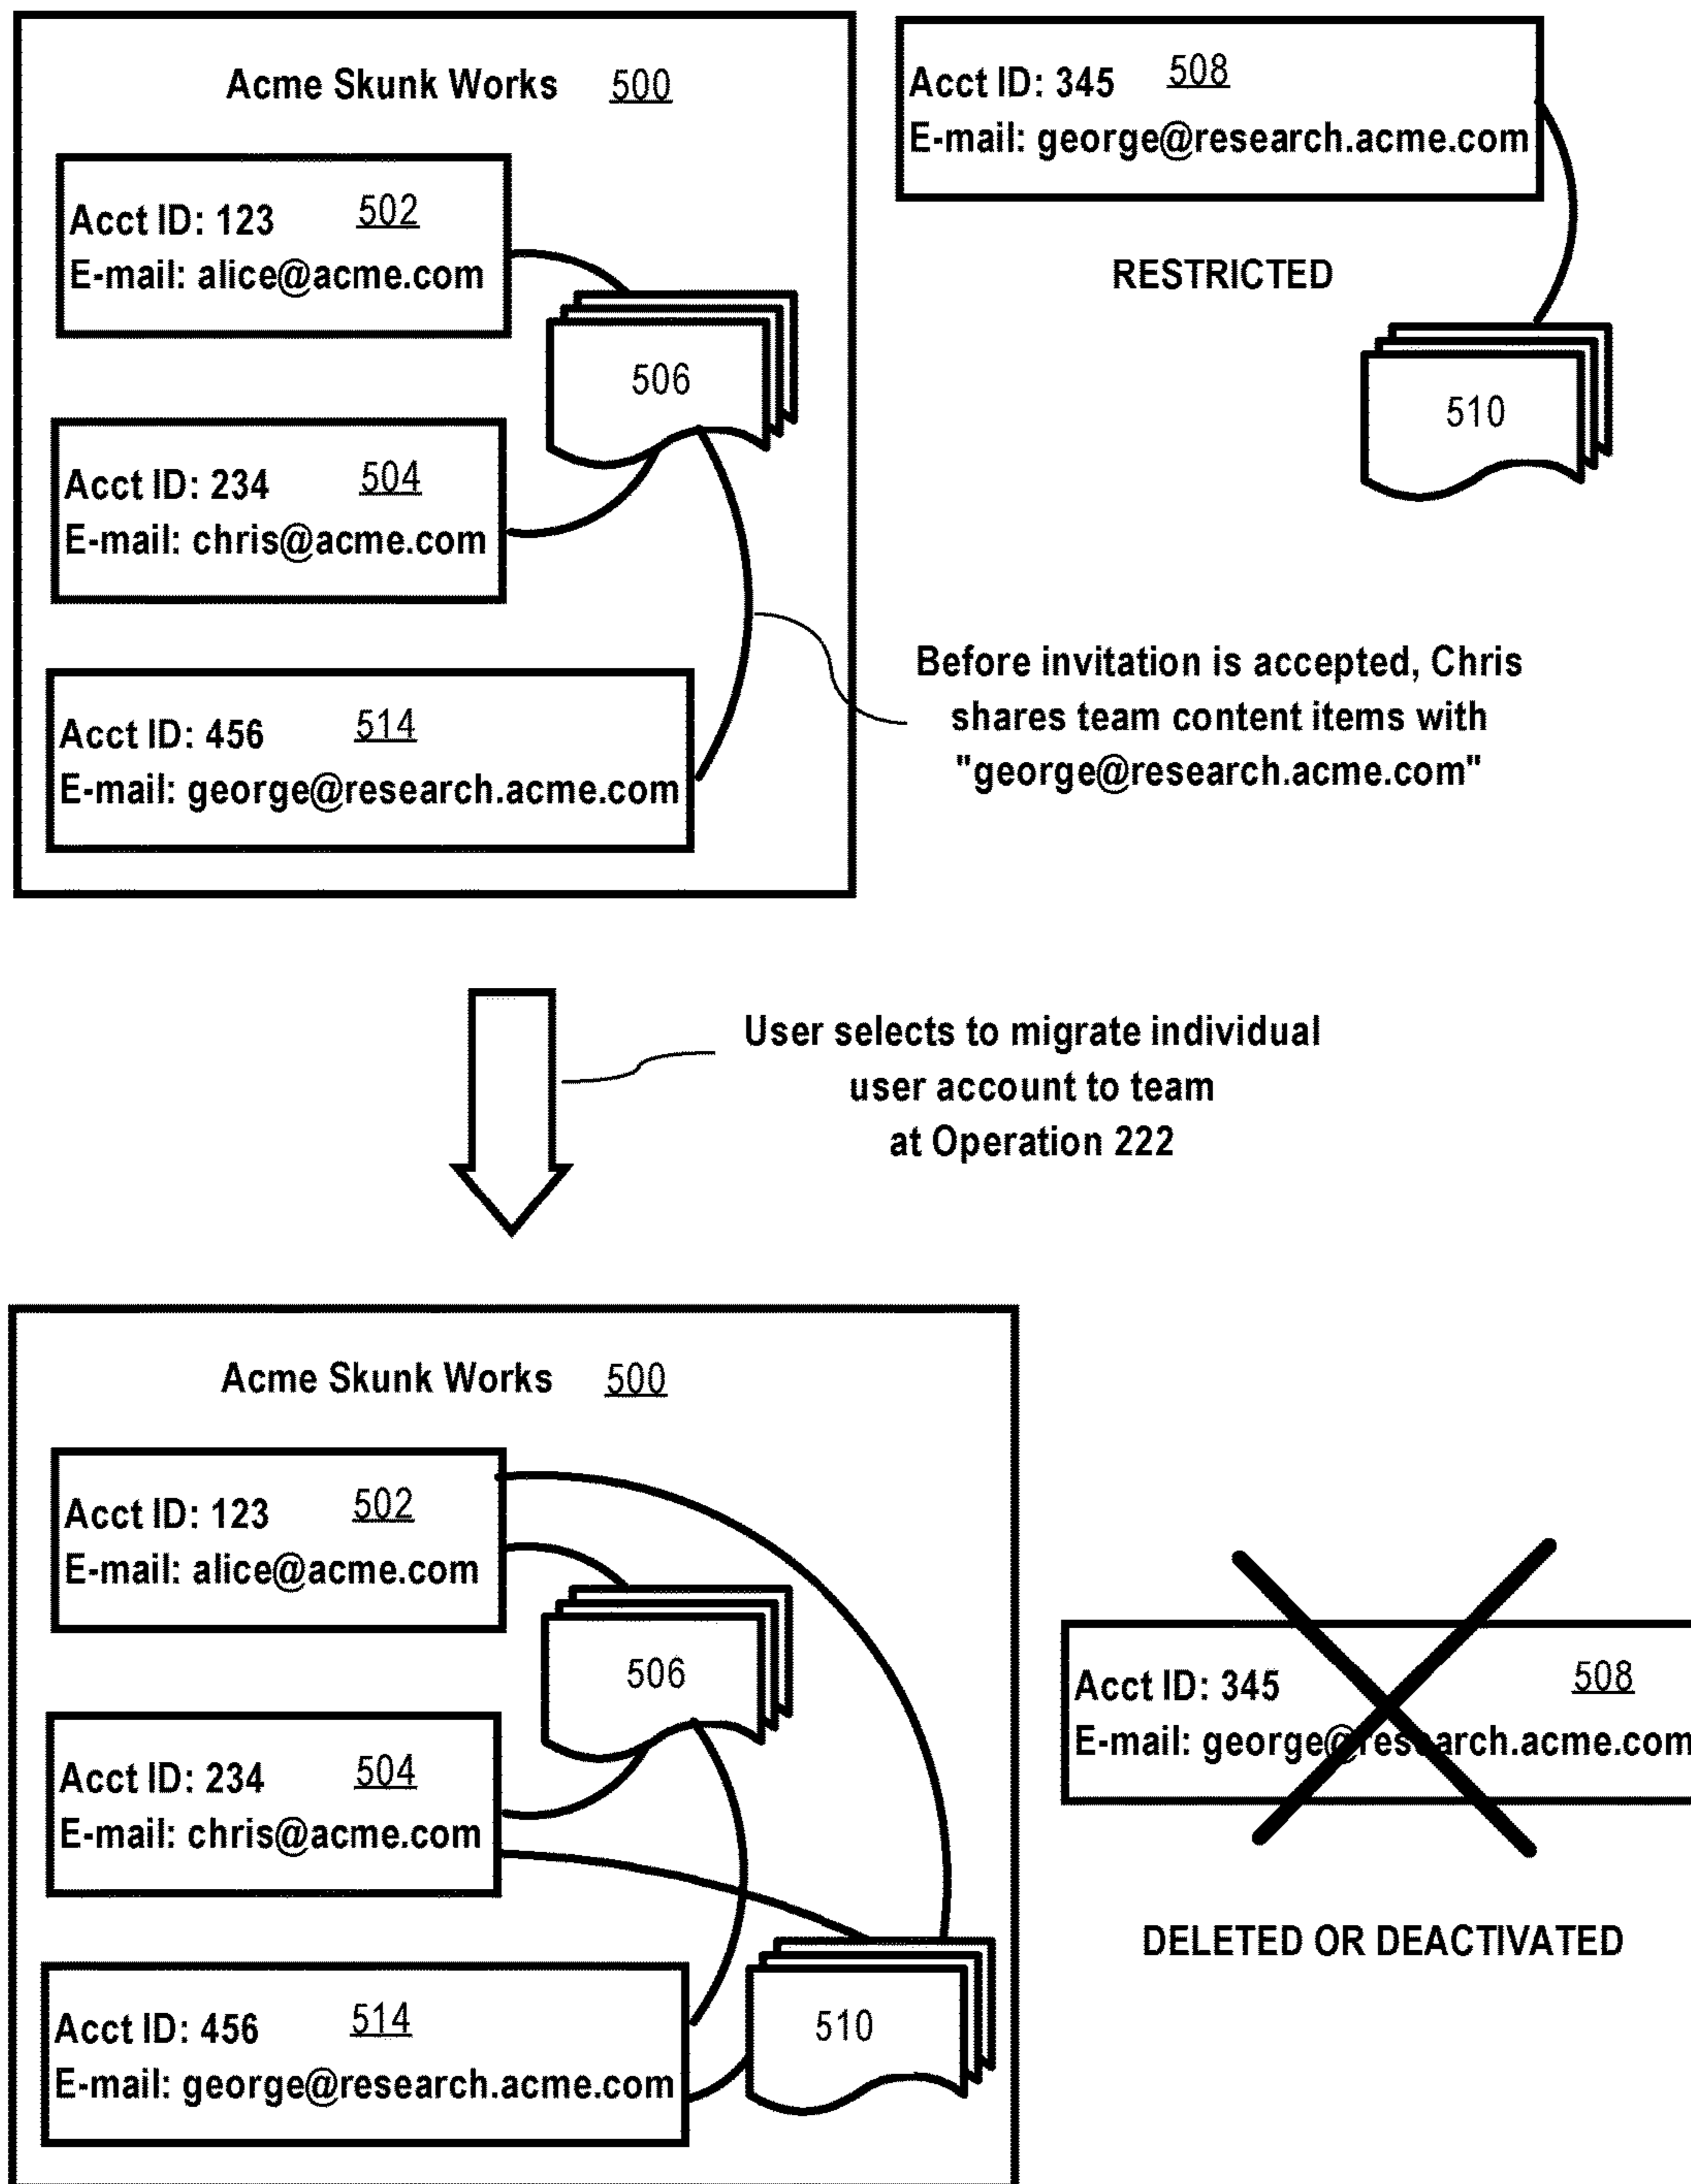 Acme Skunk Works 500
Acct ID: 123 502
E-mail: alice@acme.com
506
Acct ID: 234 504
E-mail: chris@acme.com
Acct ID: 456 514
E-mail: george@research.acme.com
Acct ID: 345 508
E-mail: george@research.acme.com
RESTRICTED
510
Before invitation is accepted, Chris
shares team content items with
"george@research.acme.com"
User selects to migrate individual
user account to team
at Operation 222
Acme Skunk Works 500
Acct ID: 123 502
E-mail: alice@acme.com
506
Acct ID: 234 504
E-mail: chris@acme.com
Acct ID: 456 514
E-mail: george@research.acme.com
510
Acct ID: 345 508
E-mail: george@research.acme.com
DELETED OR DEACTIVATED